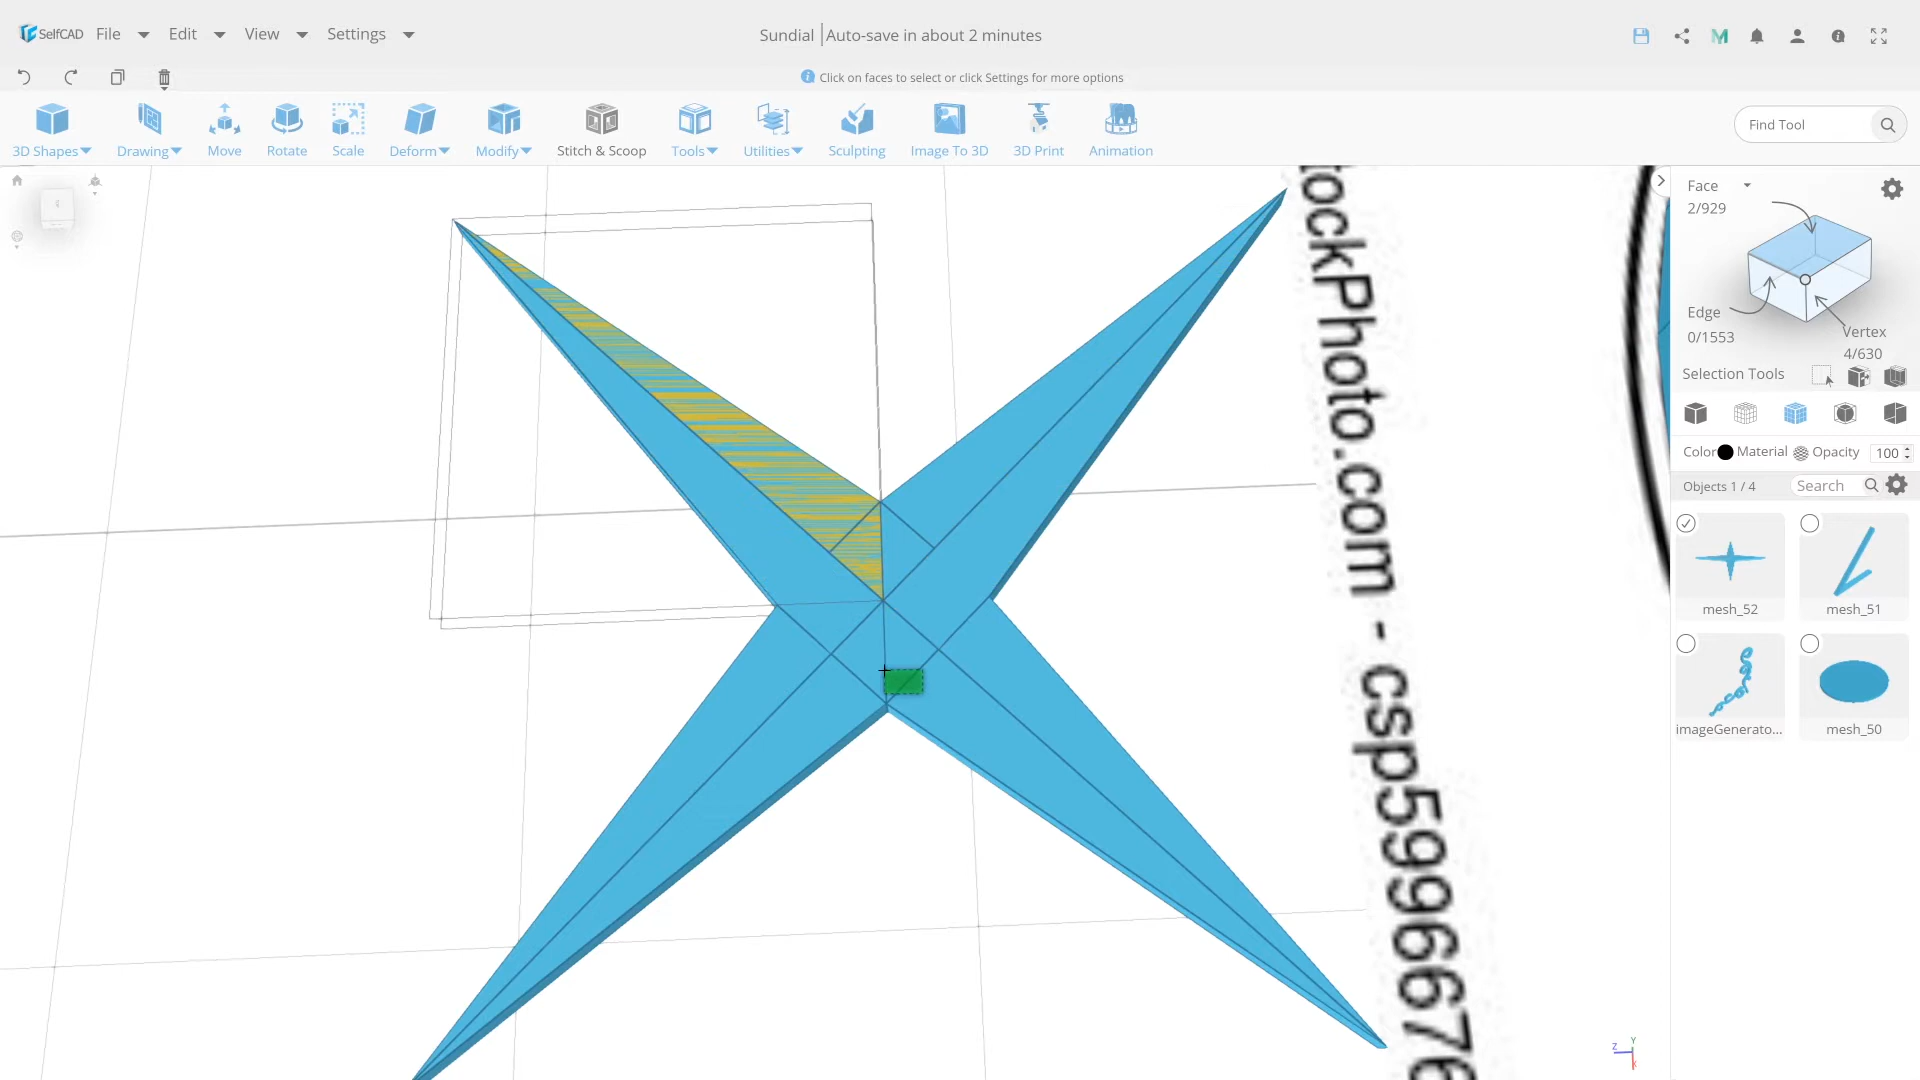 SelfCAD File Edit View Settings
Sundial Auto-save in about 2 minutes
Click on faces to select or click Settings for more options
3D Shapes Drawing Move Rotate Scale Deform Modify Stitch & Scoop Tools Utilities Sculpting Image To 3D 3D Print Animation
Find Tool
Face
2/929
Edge
0/1553
Vertex
4/630
Selection Tools
Color Material Opacity 100
Objects 1 / 4 Search
mesh_52 mesh_51
imageGenerato... mesh_50
tockPhoto.com - csp5996676
Z Y X